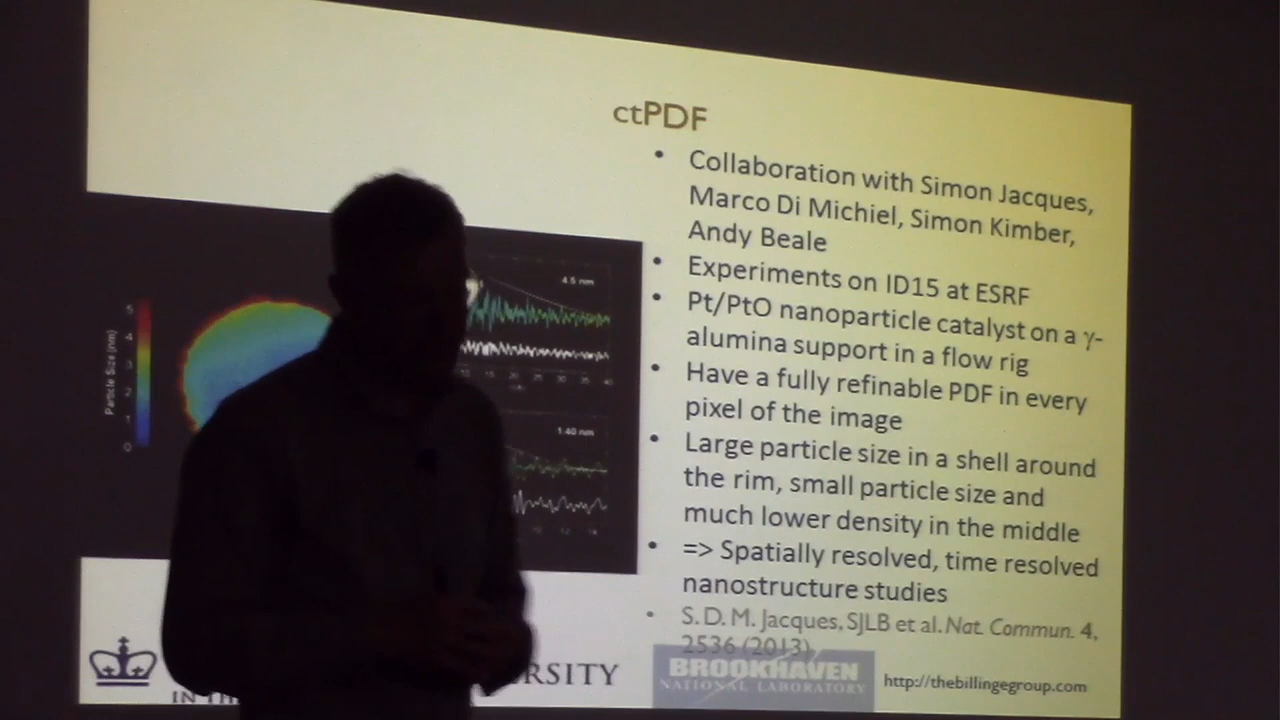 ctPDF
• Collaboration with Simon Jacques,
Marco Di Michiel, Simon Kimber,
Andy Beale
• Experiments on ID15 at ESRF
• Pt/PtO nanoparticle catalyst on a γ-
alumina support in a flow rig
• Have a fully refinable PDF in every
pixel of the image
• Large particle size in a shell around
the rim, small particle size and
much lower density in the middle
• => Spatially resolved, time resolved
nanostructure studies
• S. D. M. Jacques, SJLB et al. Nat. Commun. 4,
2536 (2013)
Particle Size (nm)
4.5 nm
1.40 nm
RSITY
IN TH
BROOKHAVEN
NATIONAL LABORATORY
http://thebillingegroup.com